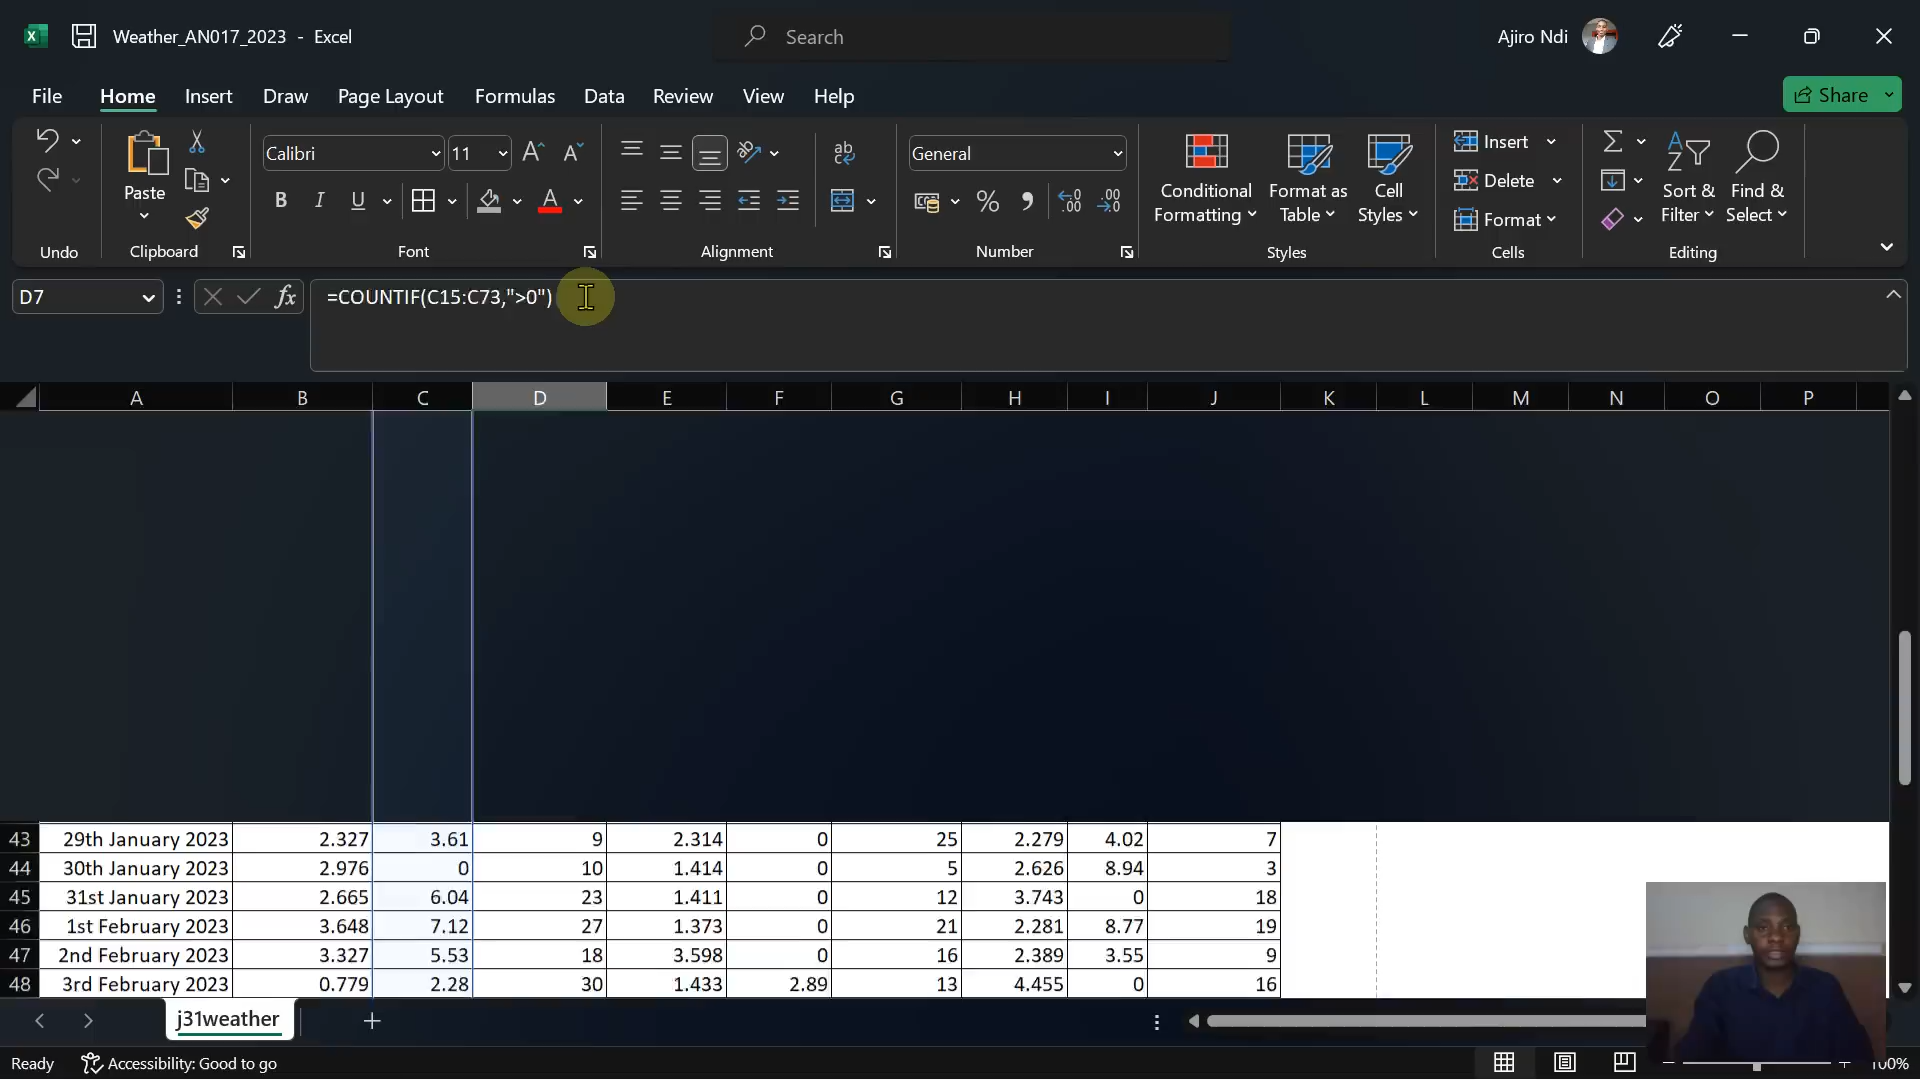 Weather_AN017_2023 - Excel
Search
Ajiro Ndi
File Home Insert Draw Page Layout Formulas Data Review View Help
Share
Paste
Calibri 11
B I U
ab
General
Conditional Formatting
Format as Table
Cell Styles
Insert
Delete
Format
Sort & Filter
Find & Select
Undo Clipboard Font Alignment Number Styles Cells Editing
D7 fx =COUNTIF(C15:C73,">0")
A B C D E F G H I J K L M N O P
43 29th January 2023 2.327 3.61 9 2.314 0 25 2.279 4.02 7
44 30th January 2023 2.976 0 10 1.414 0 5 2.626 8.94 3
45 31st January 2023 2.665 6.04 23 1.411 0 12 3.743 0 18
46 1st February 2023 3.648 7.12 27 1.373 0 21 2.281 8.77 19
47 2nd February 2023 3.327 5.53 18 3.598 0 16 2.389 3.55 9
48 3rd February 2023 0.779 2.28 30 1.433 2.89 13 4.455 0 16
j31weather
Ready Accessibility: Good to go 100%